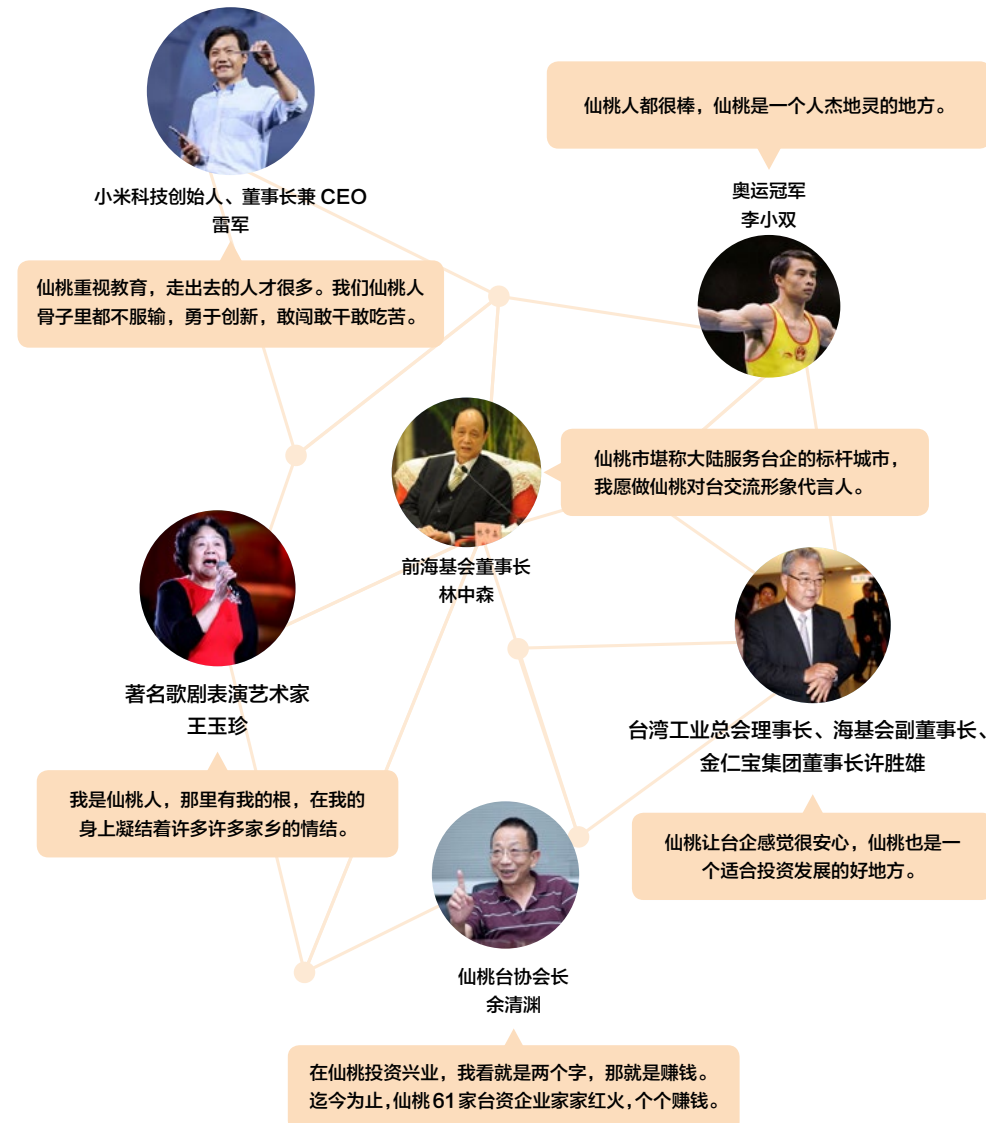 小米科技创始人、董事长兼 CEO
雷军
仙桃重视教育，走出去的人才很多。我们仙桃人
骨子里都不服输，勇于创新，敢闯敢干敢吃苦。
仙桃人都很棒，仙桃是一个人杰地灵的地方。
奥运冠军
李小双
仙桃市堪称大陆服务台企的标杆城市，
我愿做仙桃对台交流形象代言人。
前海基会董事长
林中森
著名歌剧表演艺术家
王玉珍
我是仙桃人，那里有我的根，在我的
身上凝结着许多许多家乡的情结。
台湾工业总会理事长、海基会副董事长、
金仁宝集团董事长许胜雄
仙桃让台企感觉很安心，仙桃也是一
个适合投资发展的好地方。
仙桃台协会长
余清渊
在仙桃投资兴业，我看就是两个字，那就是赚钱。
迄今为止，仙桃61家台资企业家家红火，个个赚钱。